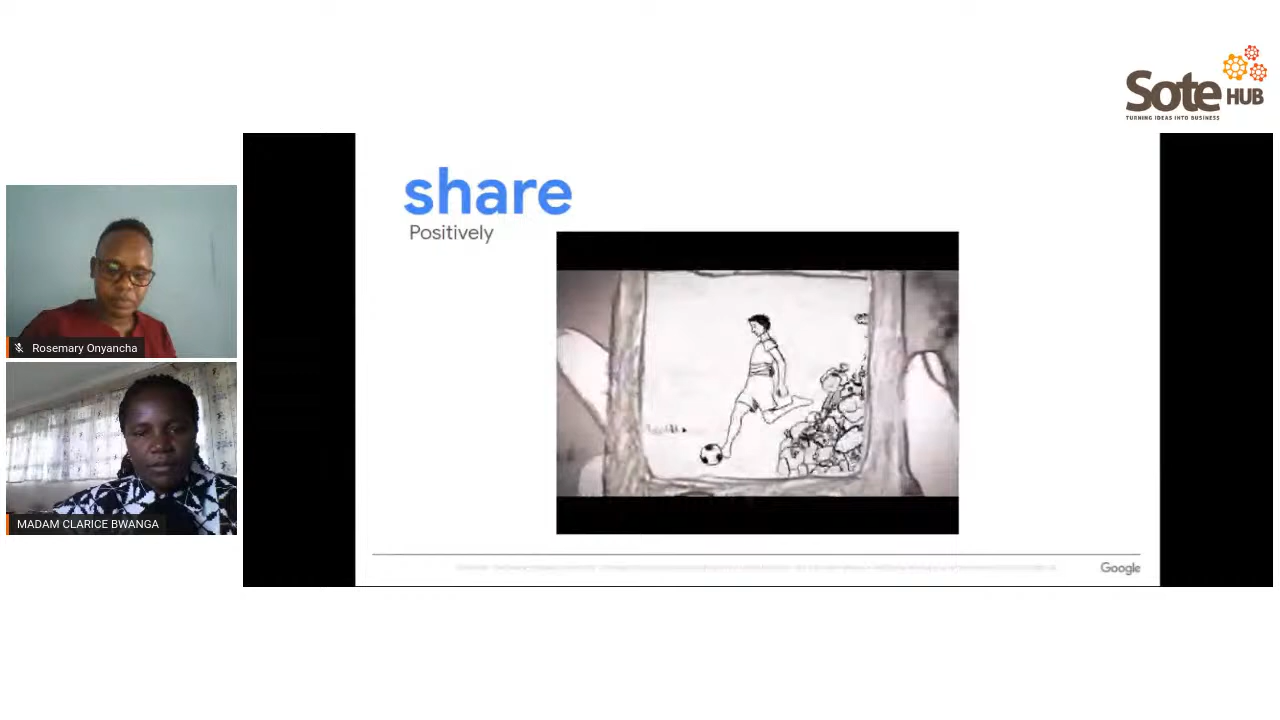 Sote HUB
TURNING IDEAS INTO BUSINESS
share
Positively
Rosemary Onyancha
MADAM CLARICE BWANGA
Google